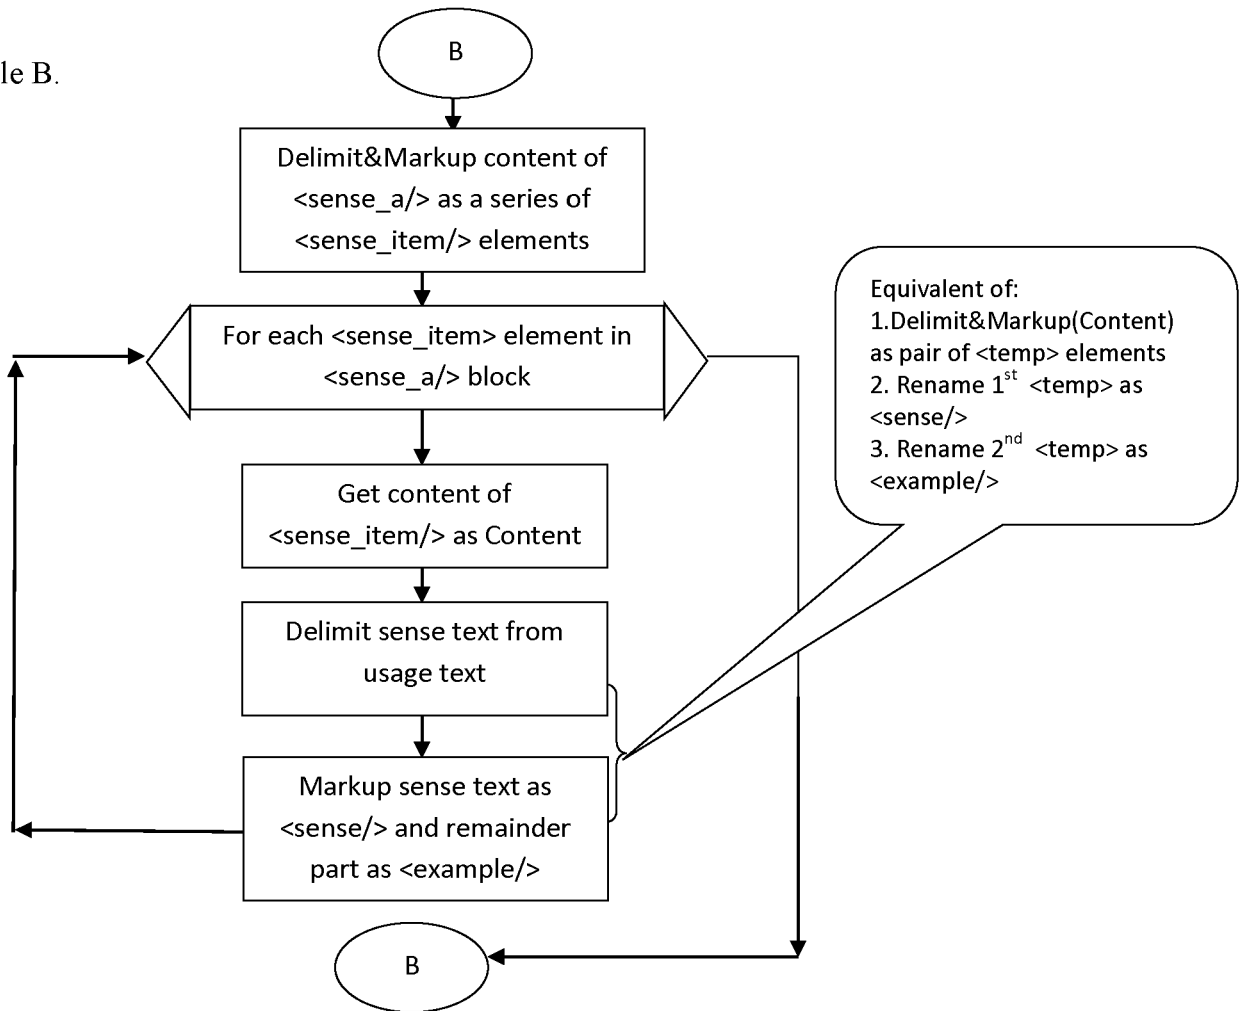 B
le B.
Delimit&Markup content of
<sense_a/> as a series of
<sense_item/> elements
For each <sense_item> element in
<sense_a/> block
Equivalent of:
1.Delimit&Markup(Content)
as pair of <temp> elements
2. Rename 1st <temp> as
<sense/>
3. Rename 2nd <temp> as
<example/>
Get content of
<sense_item/> as Content
Delimit sense text from
usage text
Markup sense text as
<sense/> and remainder
part as <example/>
B